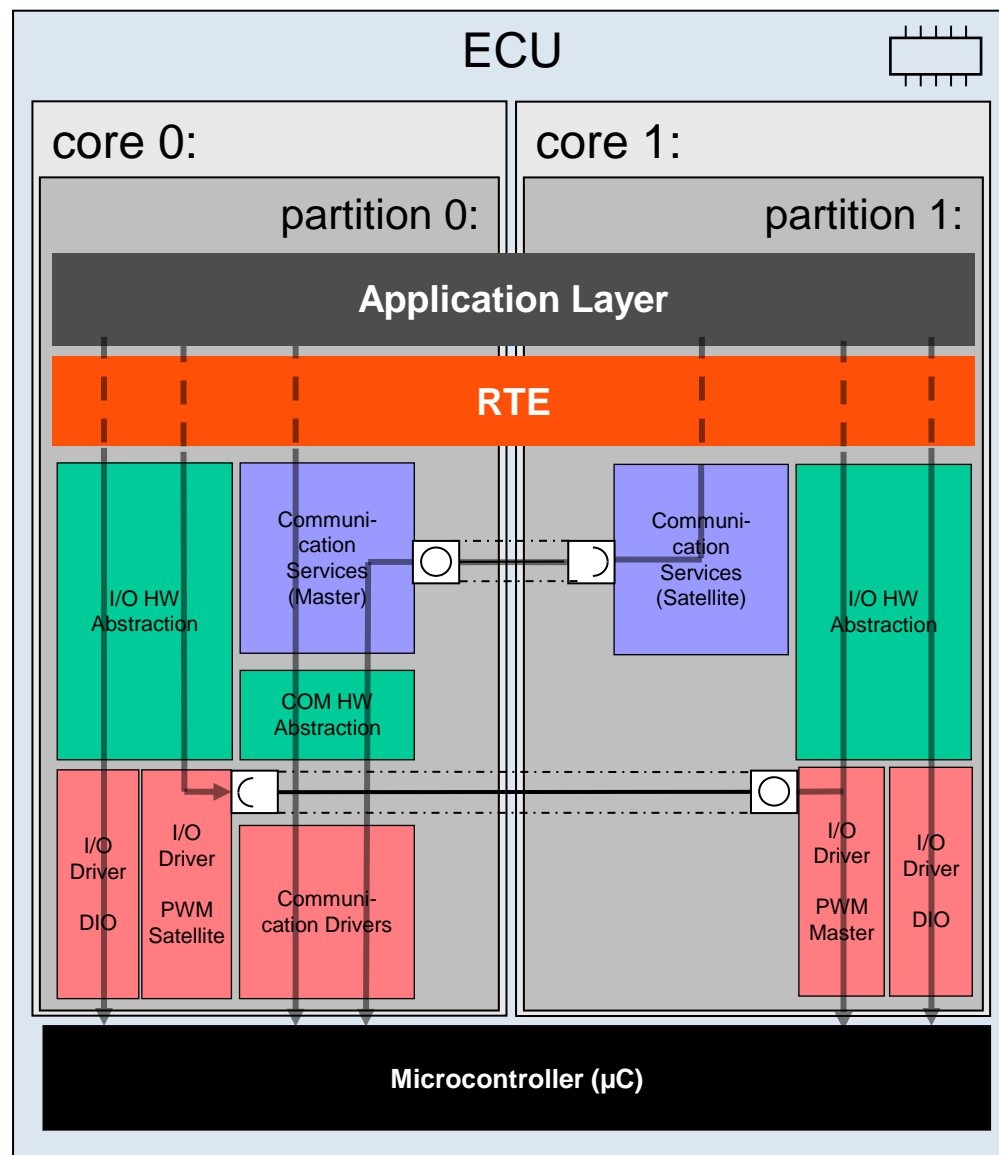 ECU
core 0:
core 1:
partition 0:
partition 1:
Application Layer
RTE
I/O HW
Abstraction
Communi-
cation
Services
(Master)
Communi-
cation
Services
(Satellite)
I/O HW
Abstraction
COM HW
Abstraction
I/O
Driver
DIO
I/O
Driver
PWM
Satellite
Communi-
cation Drivers
I/O
Driver
PWM
Master
I/O
Driver
DIO
Microcontroller (µC)